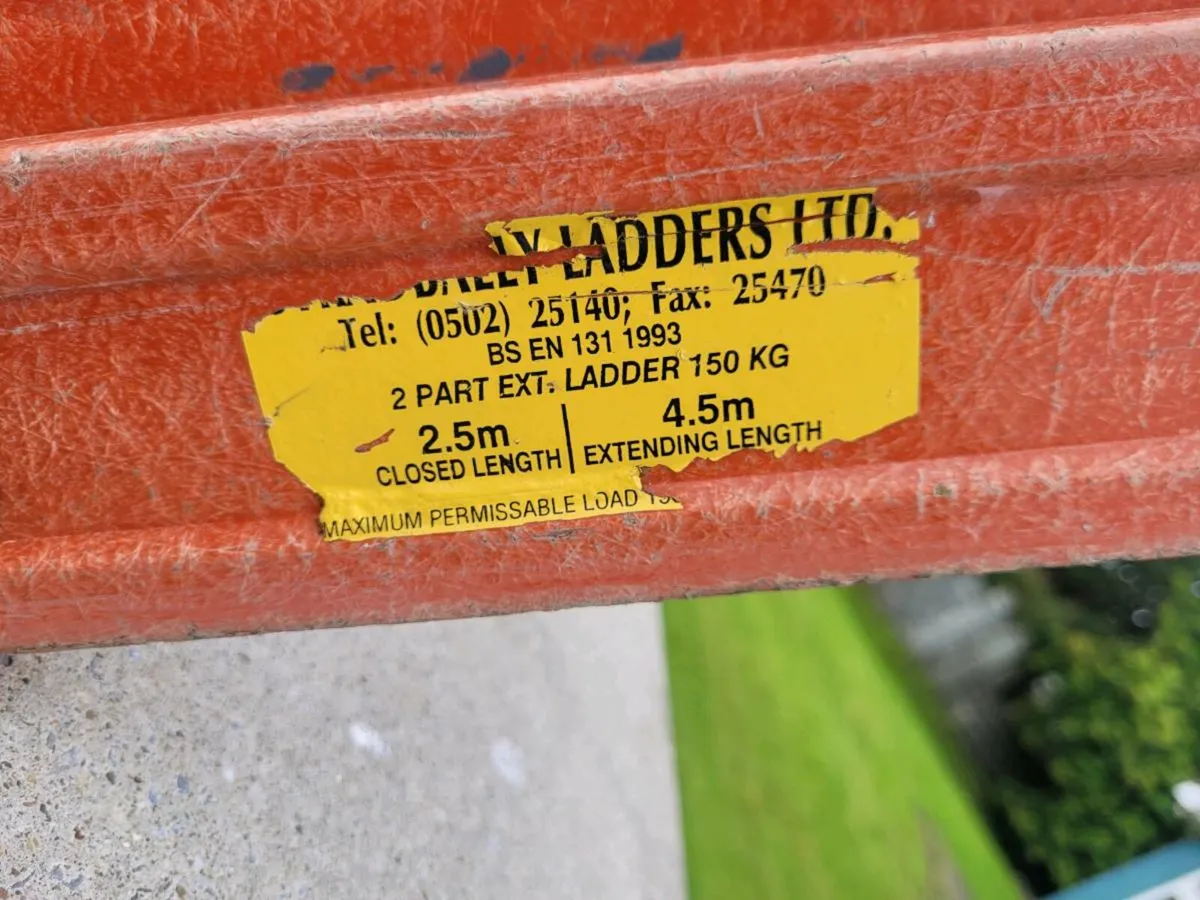 LADDERS LTD.
Tel: (0502) 25140; Fax: 25470
BS EN 131 1993
2 PART EXT. LADDER 150 KG
2.5m 4.5m
CLOSED LENGTH EXTENDING LENGTH
MAXIMUM PERMISSABLE LOAD